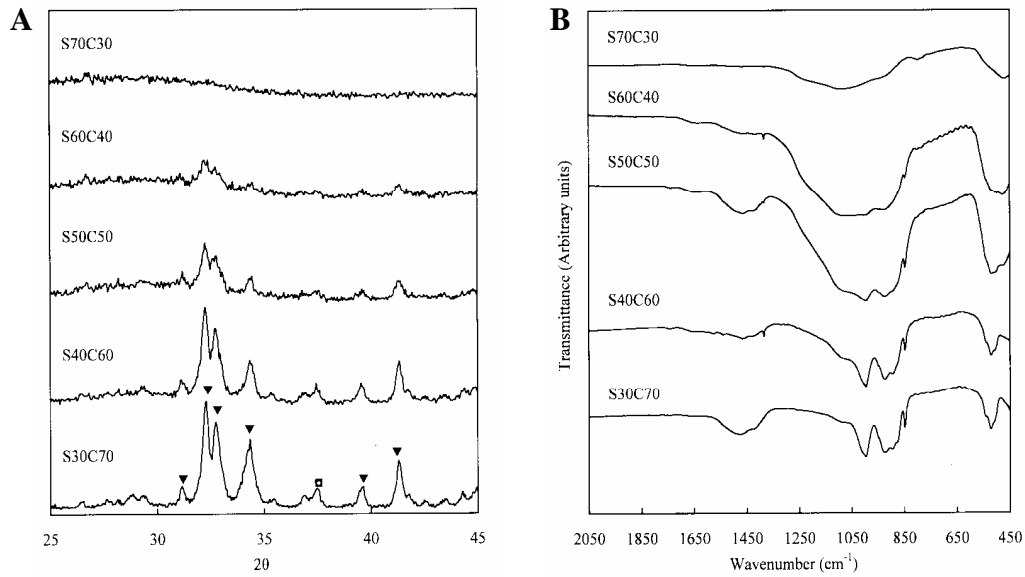 A
S70C30
S60C40
S50C50
S40C60
S30C70
25 30 35 40 45
2θ
B
S70C30
S60C40
S50C50
S40C60
S30C70
Transmittance (Arbitrary units)
2050 1850 1650 1450 1250 1050 850 650 450
Wavenumber (cm⁻¹)